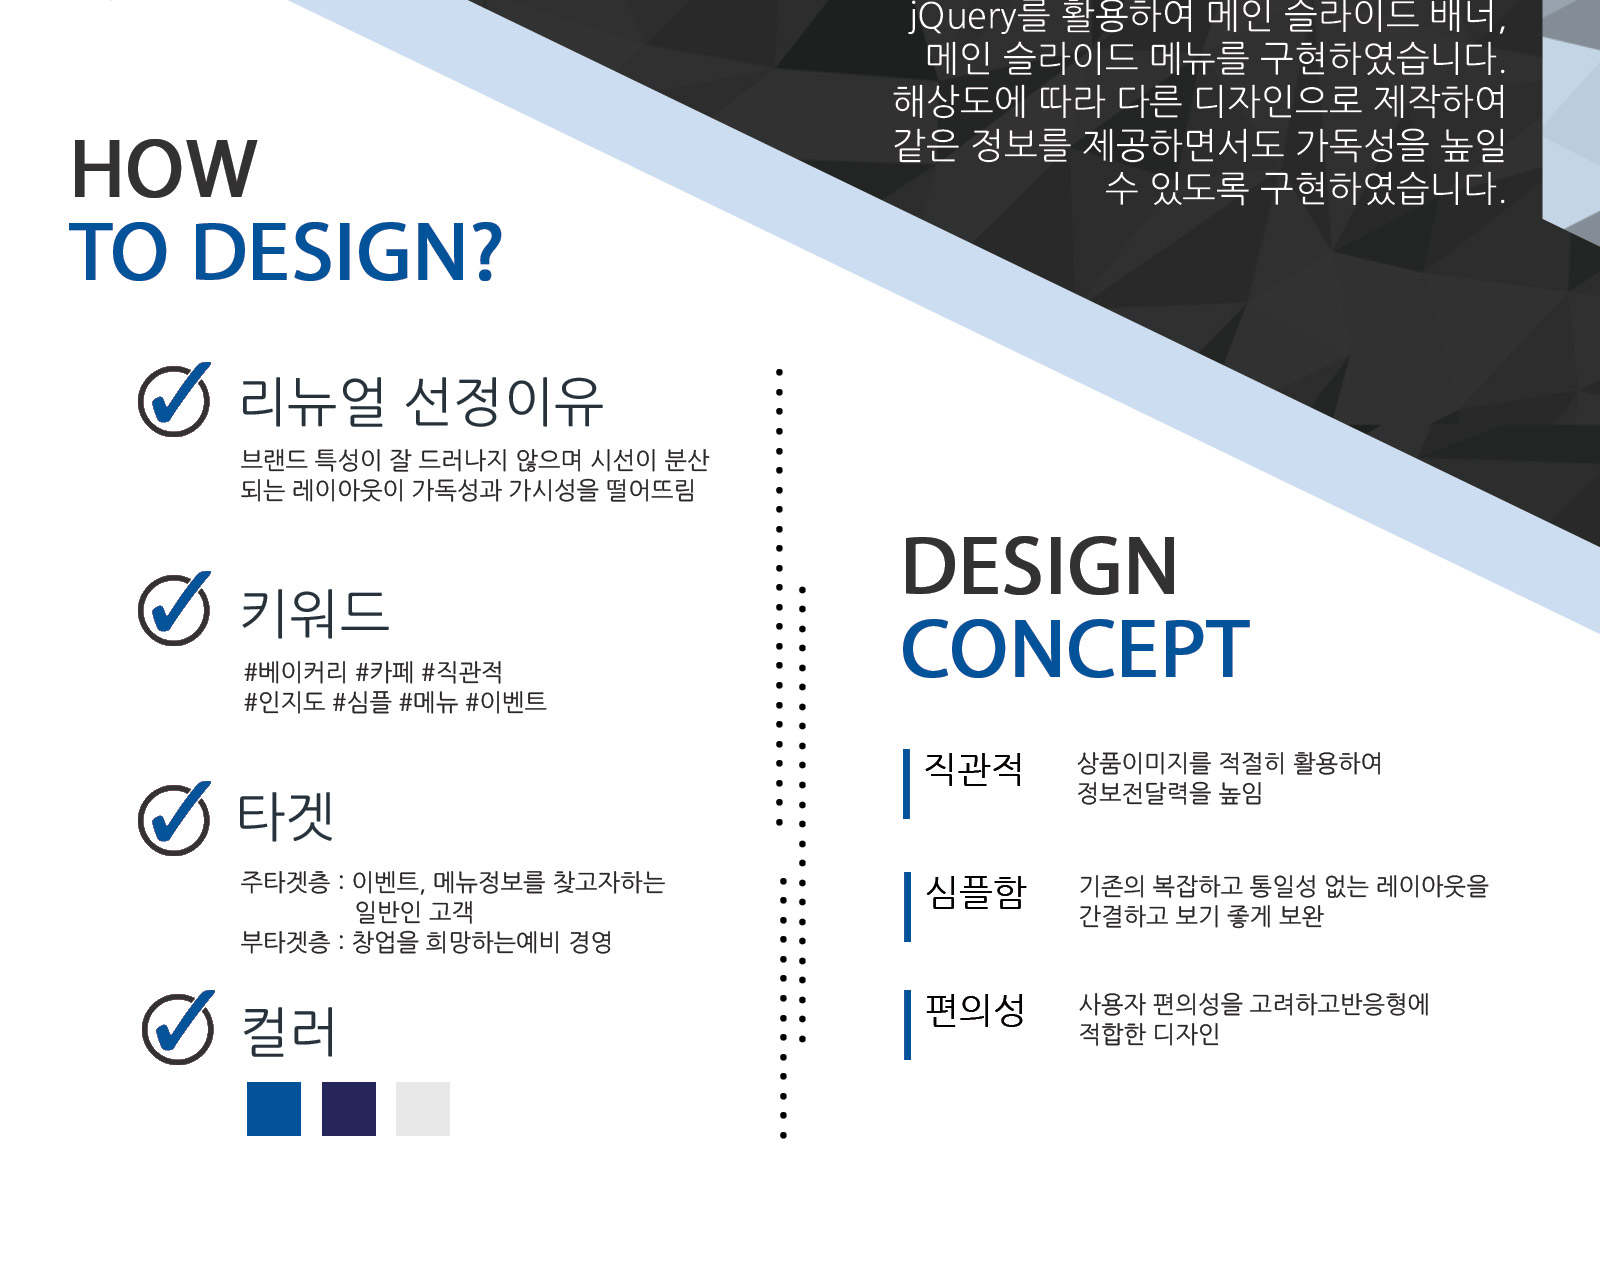 jQuery를 활용하여 메인 슬라이드 배너,
메인 슬라이드 메뉴를 구현하였습니다.
해상도에 따라 다른 디자인으로 제작하여
같은 정보를 제공하면서도 가독성을 높일
수 있도록 구현하였습니다.
HOW
TO DESIGN?
리뉴얼 선정이유
브랜드 특성이 잘 드러나지 않으며 시선이 분산
되는 레이아웃이 가독성과 가시성을 떨어뜨림
키워드
#베이커리 #카페 #직관적
#인지도 #심플 #메뉴 #이벤트
타겟
주타겟층 : 이벤트, 메뉴정보를 찾고자하는
일반인 고객
부타겟층 : 창업을 희망하는예비 경영
컬러
DESIGN
CONCEPT
직관적
상품이미지를 적절히 활용하여
정보전달력을 높임
심플함
기존의 복잡하고 통일성 없는 레이아웃을
간결하고 보기 좋게 보완
편의성
사용자 편의성을 고려하고반응형에
적합한 디자인